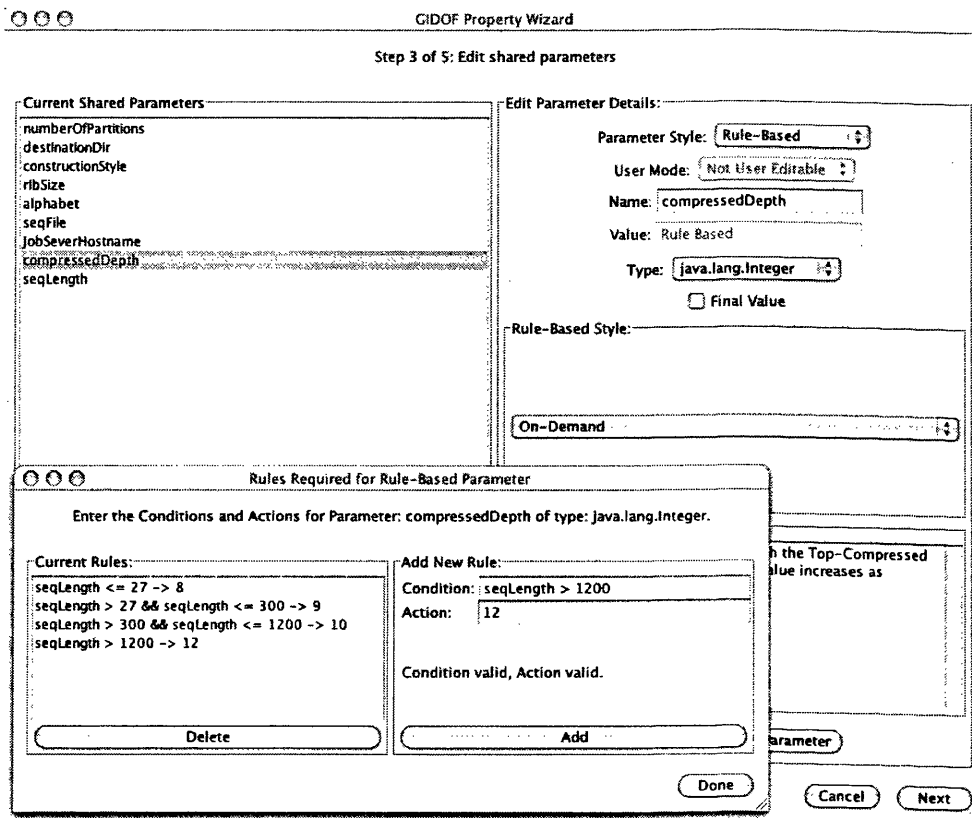 GIDOF Property Wizard
Step 3 of 5: Edit shared parameters
Current Shared Parameters
numberOfPartitions
destinationDir
constructionStyle
ribSize
alphabet
seqFile
JobSeverHostname
compressedDepth
seqLength
Edit Parameter Details:
Parameter Style: Rule-Based
User Mode: Not User Editable
Name: compressedDepth
Value: Rule Based
Type: java.lang.Integer
Final Value
Rule-Based Style:
On-Demand
h the Top-Compressed
alue increases as
arameter
Cancel Next
Rules Required for Rule-Based Parameter
Enter the Conditions and Actions for Parameter: compressedDepth of type: java.lang.Integer.
Current Rules:
seqLength <= 27 -> 8
seqLength > 27 && seqLength <= 300 -> 9
seqLength > 300 && seqLength <= 1200 -> 10
seqLength > 1200 -> 12
Delete
Add New Rule:
Condition: seqLength > 1200
Action: 12
Condition valid, Action valid.
Add
Done